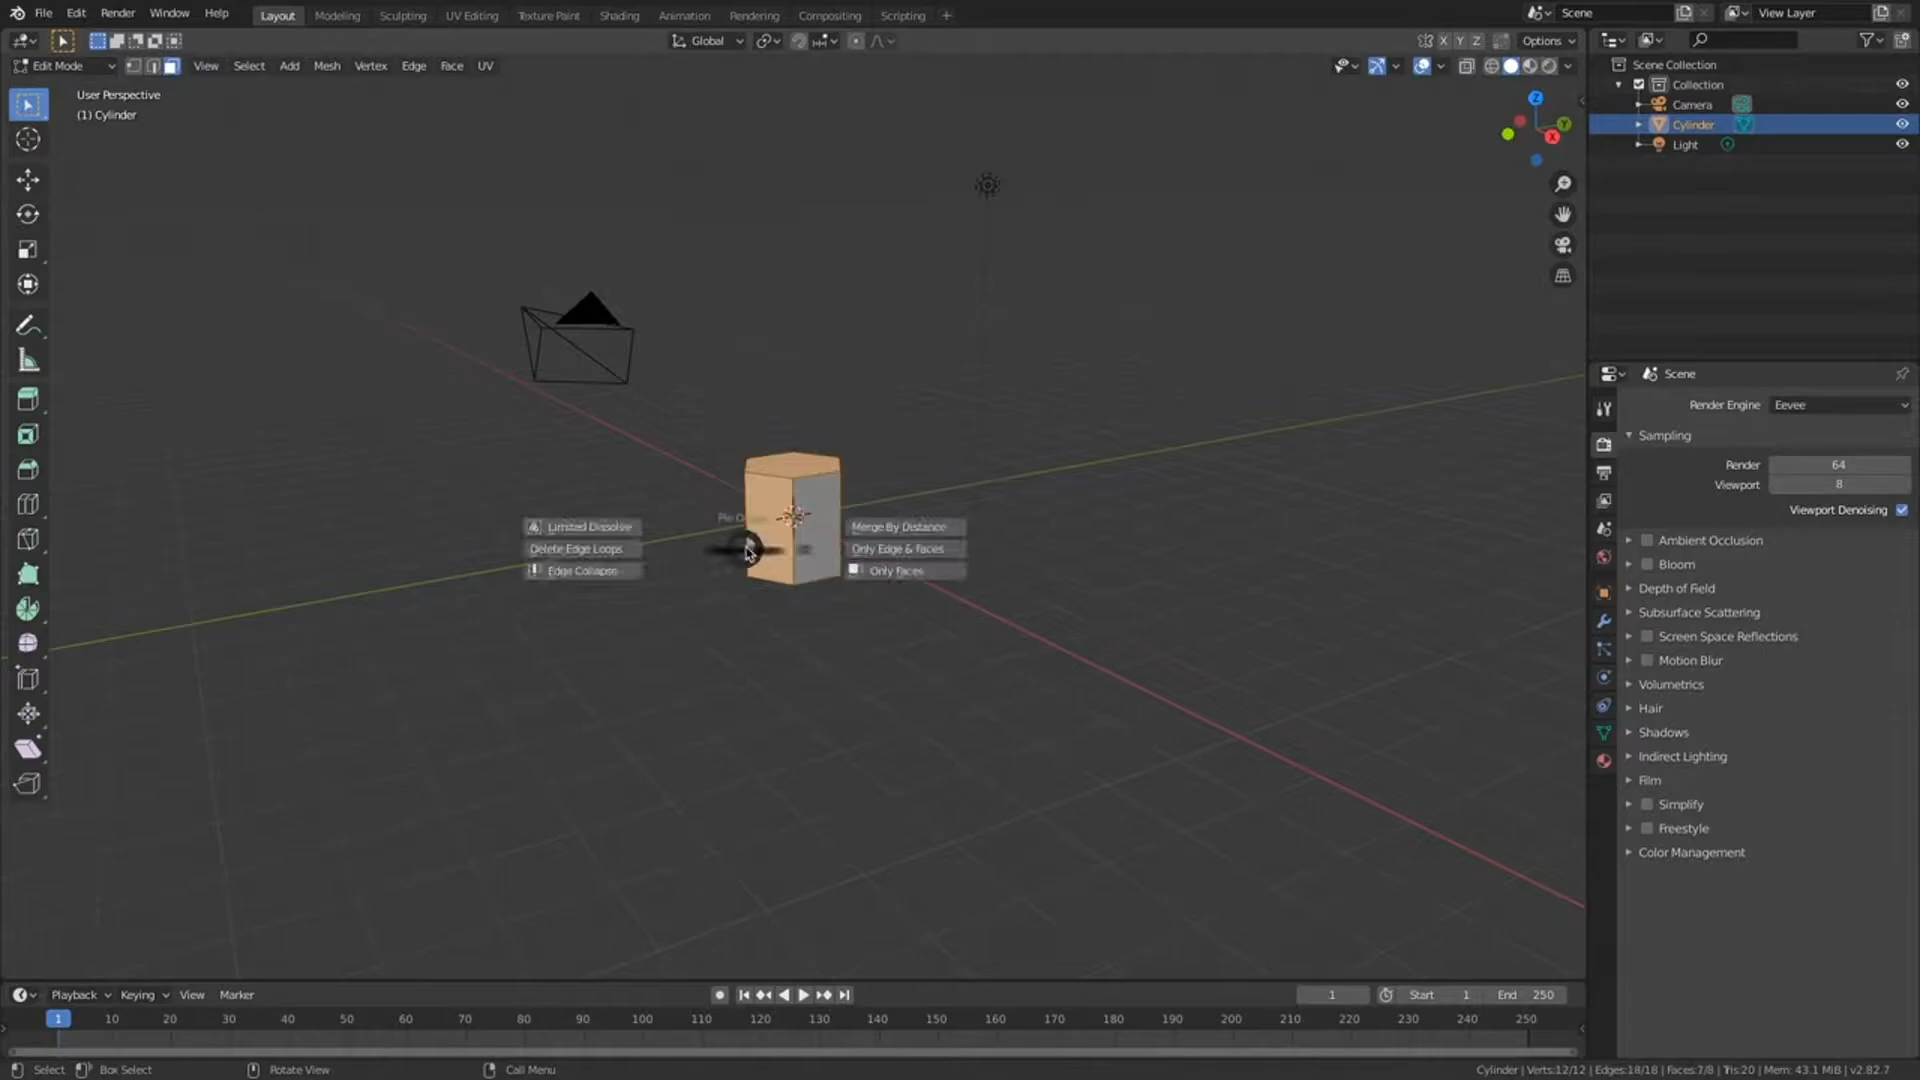 File Edit Render Window Help Layout Modeling Sculpting UV Editing Texture Paint Shading Animation Rendering Compositing Scripting + Scene View Layer
Global X Y Z Options
Edit Mode View Select Add Mesh Vertex Edge Face UV
User Perspective
(1) Cylinder
Z
Y
X
Limited Dissolve
Delete Edge Loops
Edge Collapse
Merge By Distance
Only Edge & Faces
Only Faces
Scene Collection
Collection
Camera
Cylinder
Light
Scene
Render Engine Eevee
Sampling
Render 64
Viewport 8
Viewport Denoising
Ambient Occlusion
Bloom
Depth of Field
Subsurface Scattering
Screen Space Reflections
Motion Blur
Volumetrics
Hair
Shadows
Indirect Lighting
Film
Simplify
Freestyle
Color Management
Playback Keying View Marker 1 Start 1 End 250
1 10 20 30 40 50 60 70 80 90 100 110 120 130 140 150 160 170 180 190 200 210 220 230 240 250
Select Box Select Rotate View Call Menu Cylinder | Verts:12/12 | Edges:18/18 | Faces:7/8 | Tris:20 | Mem: 43.1 MiB | v2.82.7